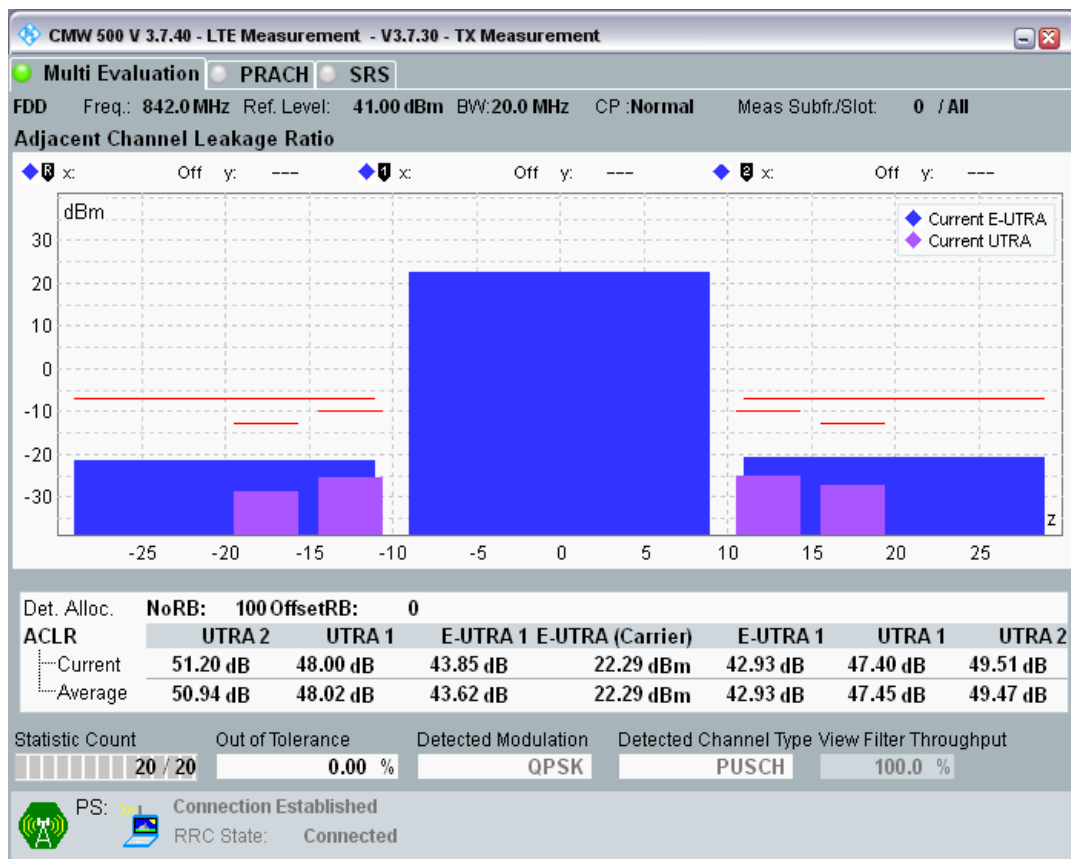 CMW 500 V 3.7.40 - LTE Measurement - V3.7.30 - TX Measurement
Multi Evaluation PRACH SRS
FDD Freq.: 842.0 MHz Ref. Level: 41.00 dBm BW:20.0 MHz CP :Normal Meas Subfr./Slot: 0 / All
Adjacent Channel Leakage Ratio
R x: Off y: --- 1 x: Off y: --- 2 x: Off y: ---
dBm
Current E-UTRA
Current UTRA
30
20
10
0
-10
-20
-30
z
-25 -20 -15 -10 -5 0 5 10 15 20 25
Det. Alloc. NoRB: 100 OffsetRB: 0
ACLR UTRA 2 UTRA 1 E-UTRA 1 E-UTRA (Carrier) E-UTRA 1 UTRA 1 UTRA 2
Current 51.20 dB 48.00 dB 43.85 dB 22.29 dBm 42.93 dB 47.40 dB 49.51 dB
Average 50.94 dB 48.02 dB 43.62 dB 22.29 dBm 42.93 dB 47.45 dB 49.47 dB
Statistic Count Out of Tolerance Detected Modulation Detected Channel Type View Filter Throughput
20 / 20 0.00 % QPSK PUSCH 100.0 %
PS: Connection Established
RRC State: Connected